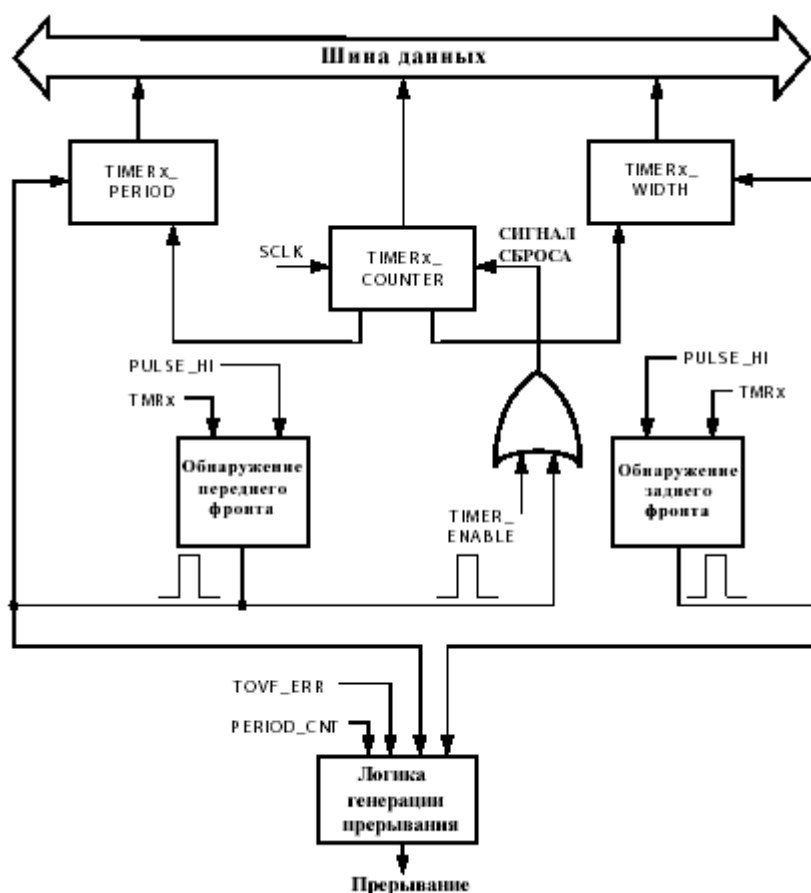 Шина данных
TIMERx_
PERIOD
TIMERx_
WIDTH
СИГНАЛ
СБРОСА
SCLK
TIMERx_
COUNTER
PULSE_HI
TMRx
PULSE_HI
TMRx
Обнаружение
переднего
фронта
Обнаружение
заднего
фронта
TIMER_
ENABLE
TOVF_ERR
PERIOD_CNT
Логика
генерации
прерывания
Прерывание